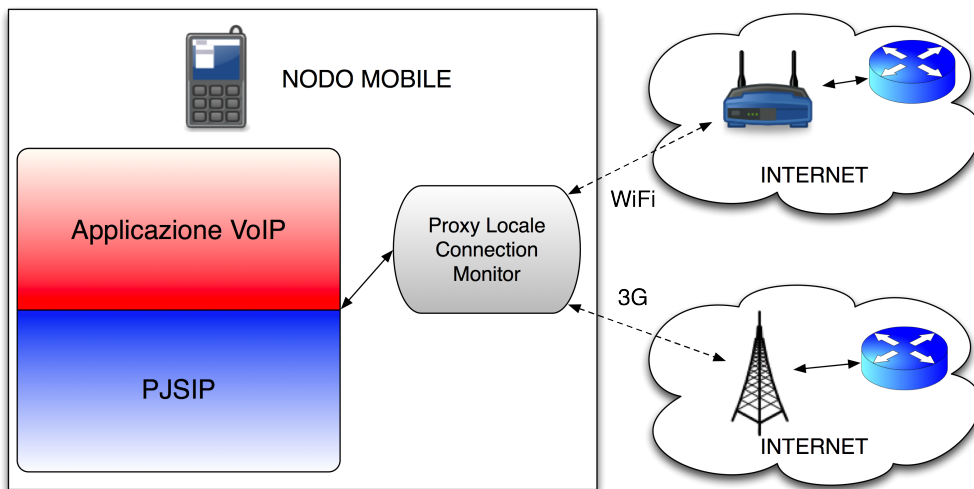 NODO MOBILE
Applicazione VoIP
PJSIP
Proxy Locale
Connection
Monitor
WiFi
INTERNET
3G
INTERNET